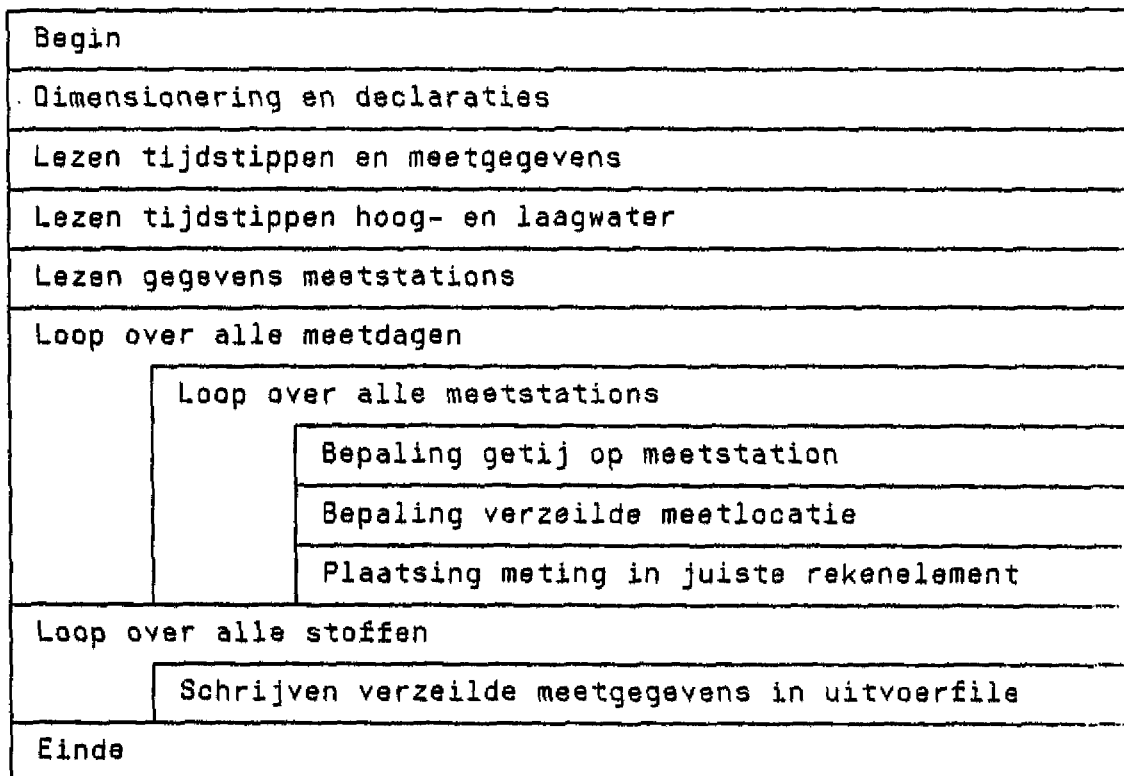 Begin
Dimensionering en declaraties
Lezen tijdstippen en meetgegevens
Lezen tijdstippen hoog- en laagwater
Lezen gegevens meetstations
Loop over alle meetdagen
Loop over alle meetstations
Bepaling getij op meetstation
Bepaling verzeilde meetlocatie
Plaatsing meting in juiste rekenelement
Loop over alle stoffen
Schrijven verzeilde meetgegevens in uitvoerfile
Einde